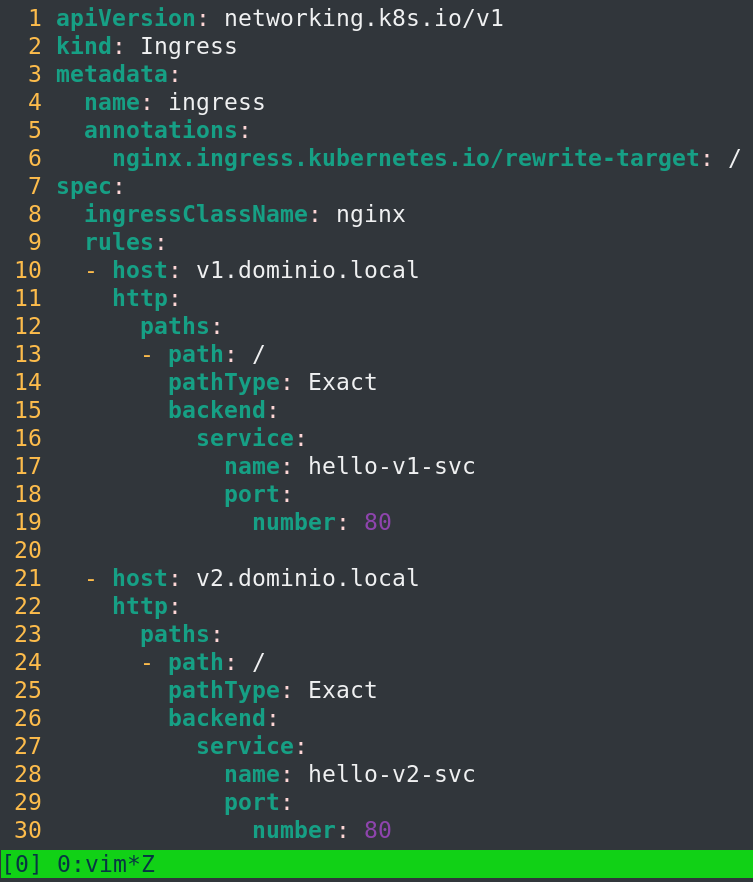 1 apiVersion: networking.k8s.io/v1
2 kind: Ingress
3 metadata:
4   name: ingress
5   annotations:
6     nginx.ingress.kubernetes.io/rewrite-target: /
7 spec:
8   ingressClassName: nginx
9   rules:
10   - host: v1.dominio.local
11     http:
12       paths:
13       - path: /
14         pathType: Exact
15         backend:
16           service:
17             name: hello-v1-svc
18             port:
19               number: 80
20
21   - host: v2.dominio.local
22     http:
23       paths:
24       - path: /
25         pathType: Exact
26         backend:
27           service:
28             name: hello-v2-svc
29             port:
30               number: 80
[0] 0:vim*Z